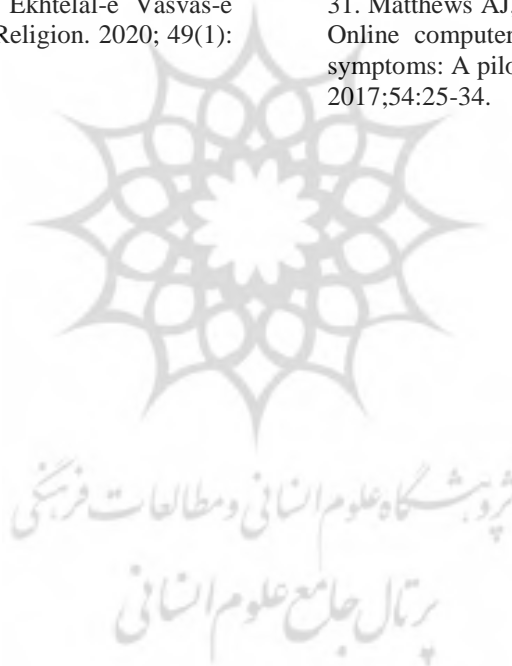 Ekhtelal-e Vasvas-e
Religion. 2020; 49(1):
31. Matthews AJ,
Online computer
symptoms: A pilo
2017;54:25-34.
پژوهشگاه علوم انسانی و مطالعات فرهنگی
پرتال جامع علوم انسانی